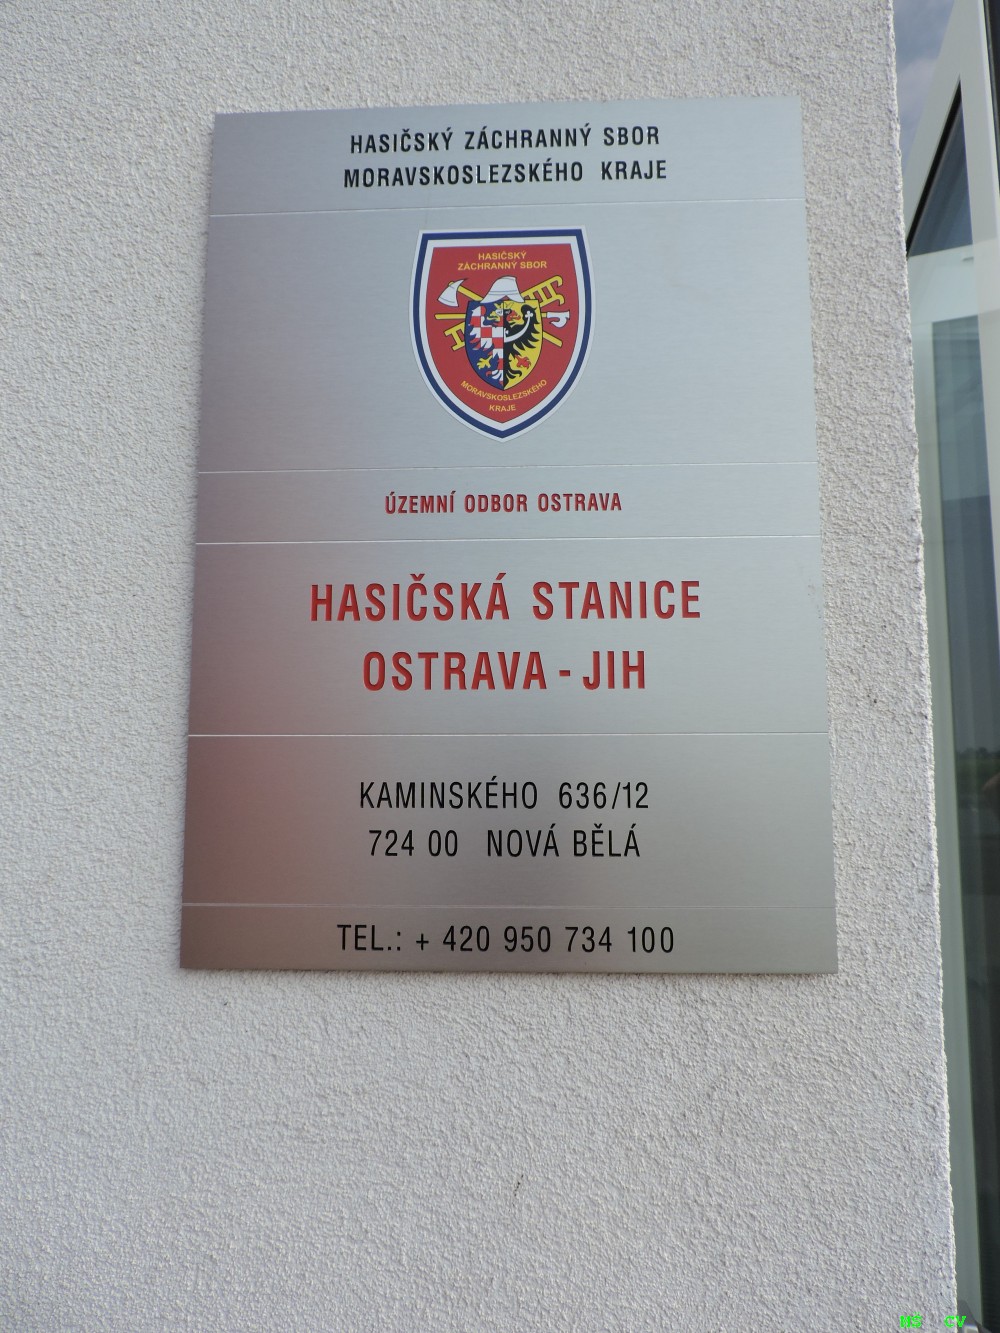 HASIČSKÝ ZÁCHRANNÝ SBOR
MORAVSKOSLEZSKÉHO KRAJE
HASIČSKÝ
ZÁCHRANNÝ SBOR
MORAVSKOSLEZSKÉHO
KRAJE
ÚZEMNÍ ODBOR OSTRAVA
HASIČSKÁ STANICE
OSTRAVA - JIH
KAMINSKÉHO 636/12
724 00 NOVÁ BĚLÁ
TEL.: + 420 950 734 100
CV